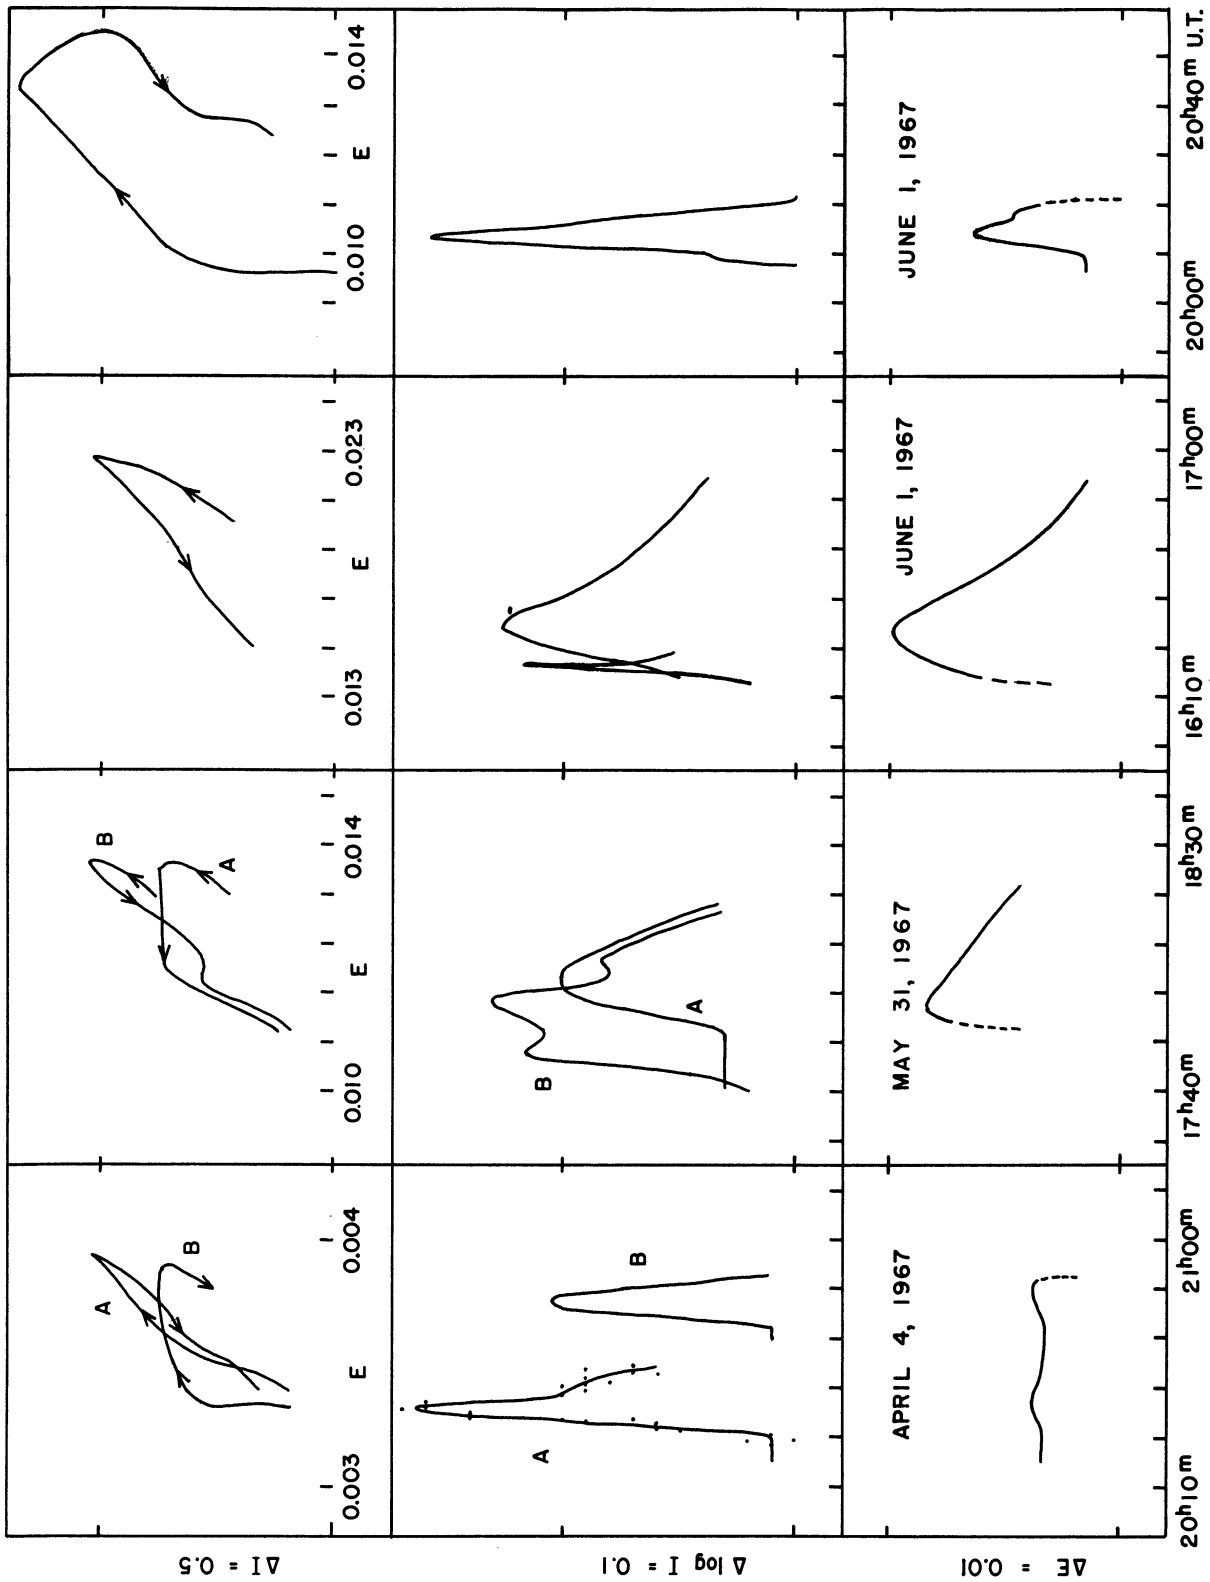 ΔI = 0.5
0.003 E 0.004
A
B
0.010 E 0.014
B
A
0.013 E 0.023
0.010 E 0.014
Δ log I = 0.1
A
B
B
A
ΔE = 0.01
APRIL 4, 1967
MAY 31, 1967
JUNE 1, 1967
JUNE 1, 1967
20h10m 21h00m
17h40m 18h30m
16h10m 17h00m
20h00m 20h40m U.T.